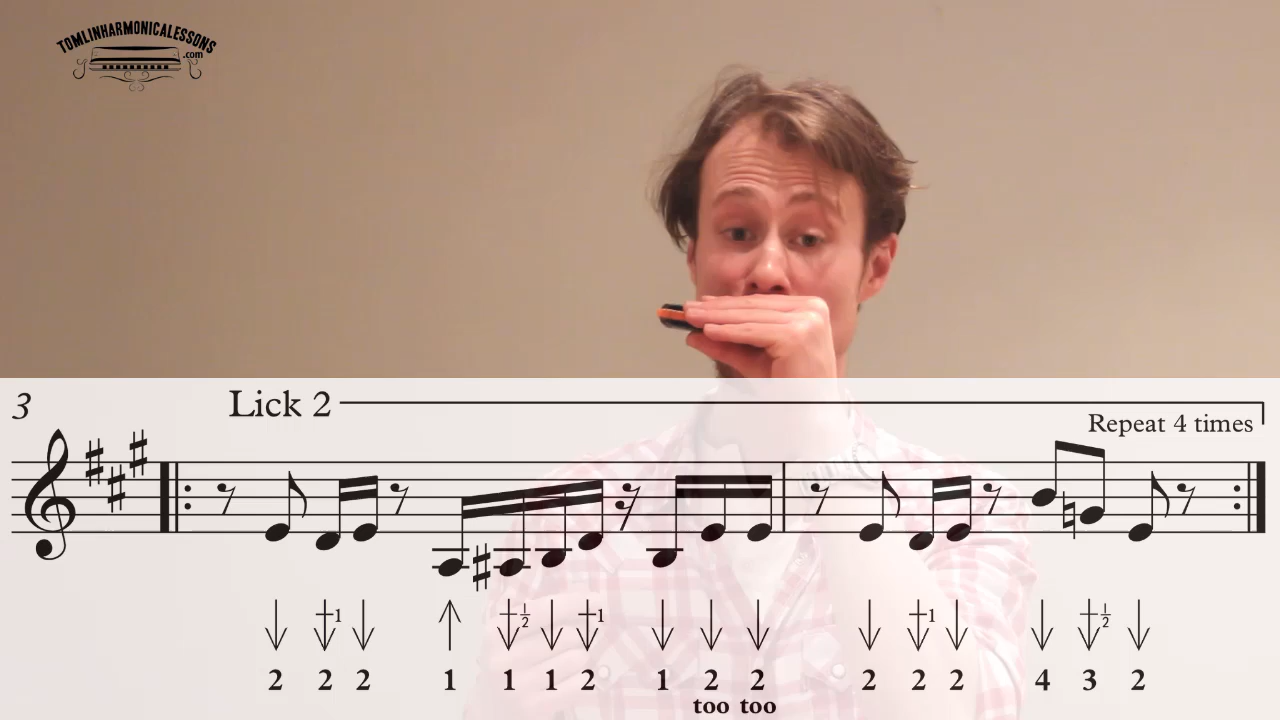 TOMLINHARMONICALESSONS
.com
3
Lick 2
Repeat 4 times
1 1/2 1 1 1/2
2 2 2 1 1 1 2 1 2 2 2 2 2 4 3 2
too too